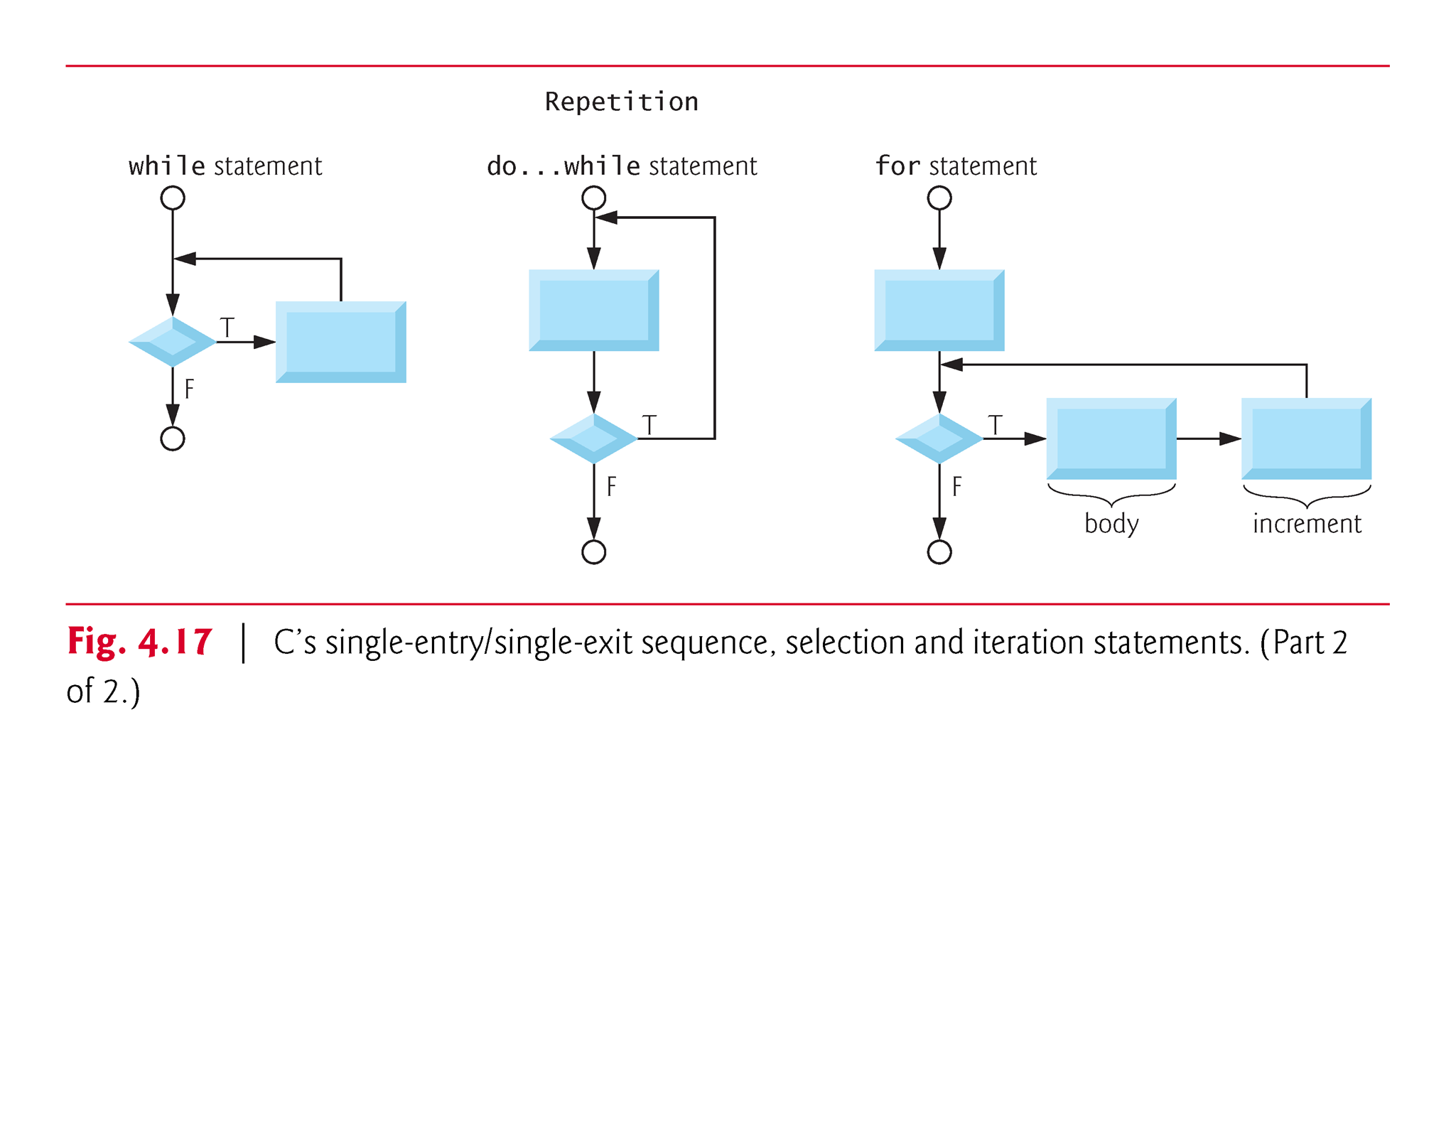 Repetition
while statement
do...while statement
for statement
T
F
T
F
T
F
body
increment
Fig. 4.17 | C’s single-entry/single-exit sequence, selection and iteration statements. (Part 2
of 2.)